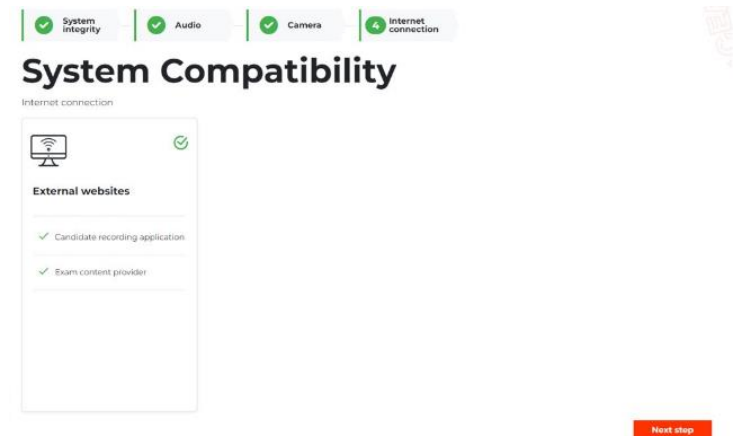 System
integrity
Audio
Camera
4
Internet
connection
System Compatibility
Internet connection
External websites
Candidate recording application
Exam content provider
Next step